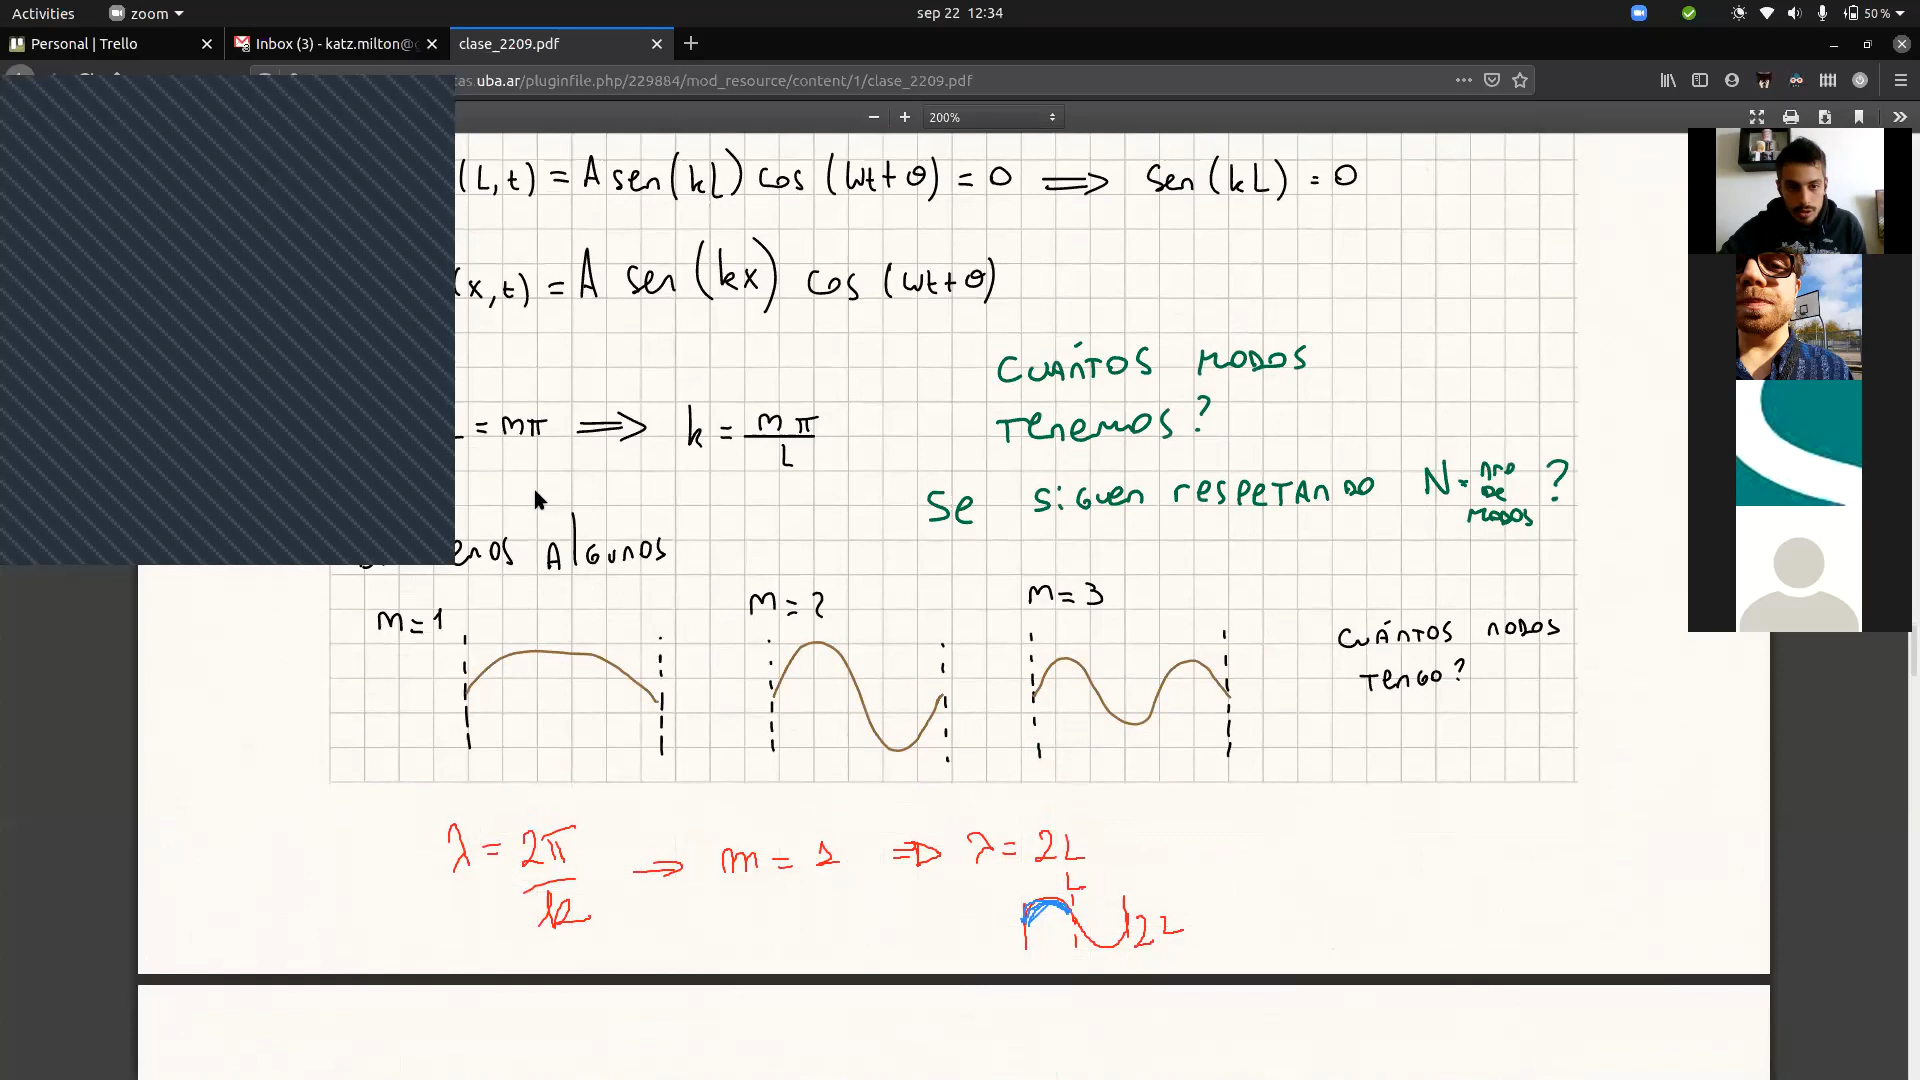 Activities
zoom
sep 22 12:34
50 %
Personal | Trello
Inbox (3) - katz.milton@
clase_2209.pdf
as.uba.ar/pluginfile.php/229884/mod_resource/content/1/clase_2209.pdf
200%
(L,t) = A sen(kL) cos(ωt+θ) = 0 ⟹ Sen(kL) = 0
(x,t) = A sen(kx) cos(ωt+θ)
CUÁNTOS MODOS
TENEMOS?
= mπ ⟹ k = mπ/L
Se siguen respetando N = nro DE MODOS ?
Algunos
m=1
m=2
m=3
CUÁNTOS NODOS
TENGO?
λ = 2π/k → m = 1 ⇒ λ = 2L
L
2L